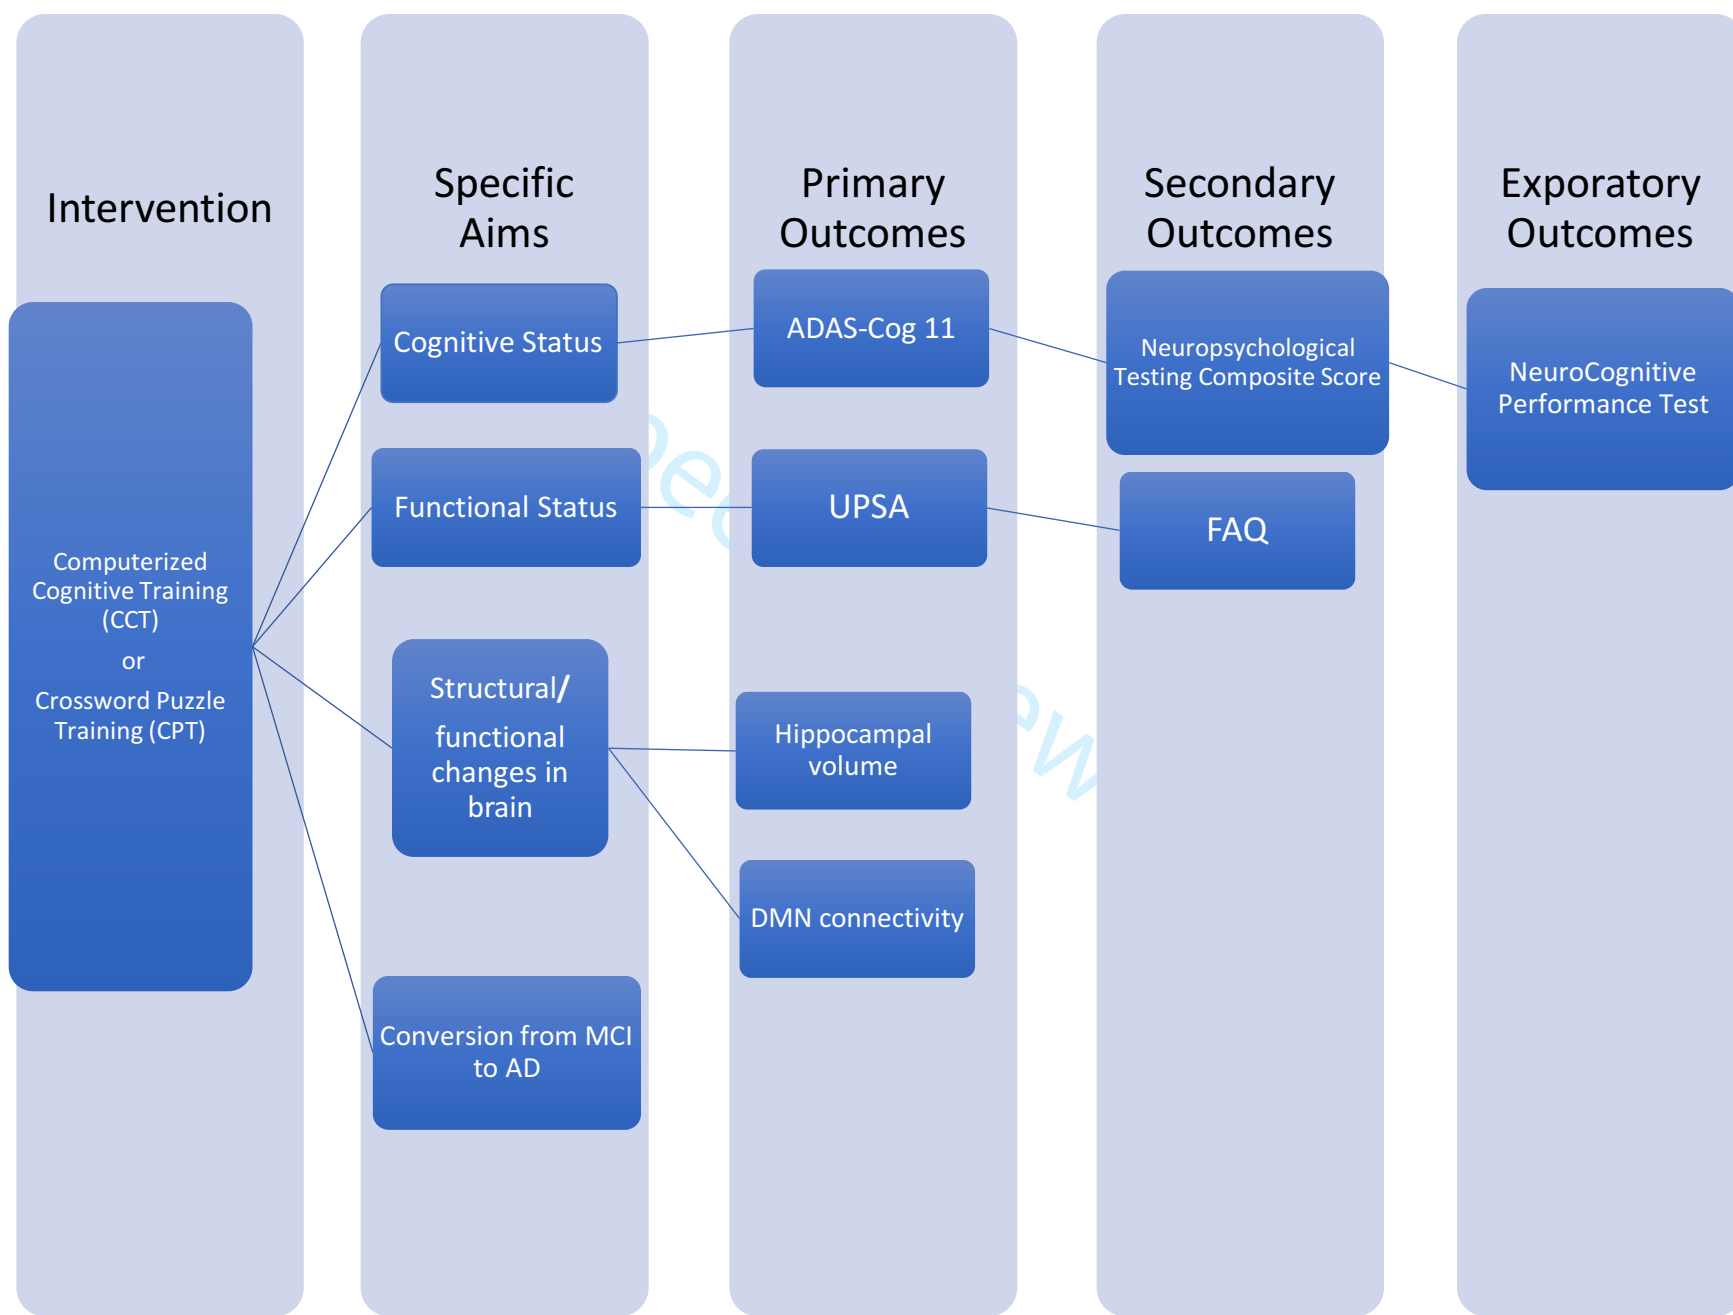 Intervention
Specific
Aims
Primary
Outcomes
Secondary
Outcomes
Exporatory
Outcomes
Computerized
Cognitive Training
(CCT)
or
Crossword Puzzle
Training (CPT)
Cognitive Status
ADAS-Cog 11
Neuropsychological
Testing Composite Score
NeuroCognitive
Performance Test
Functional Status
UPSA
FAQ
Structural/
functional
changes in
brain
Hippocampal
volume
DMN connectivity
Conversion from MCI
to AD